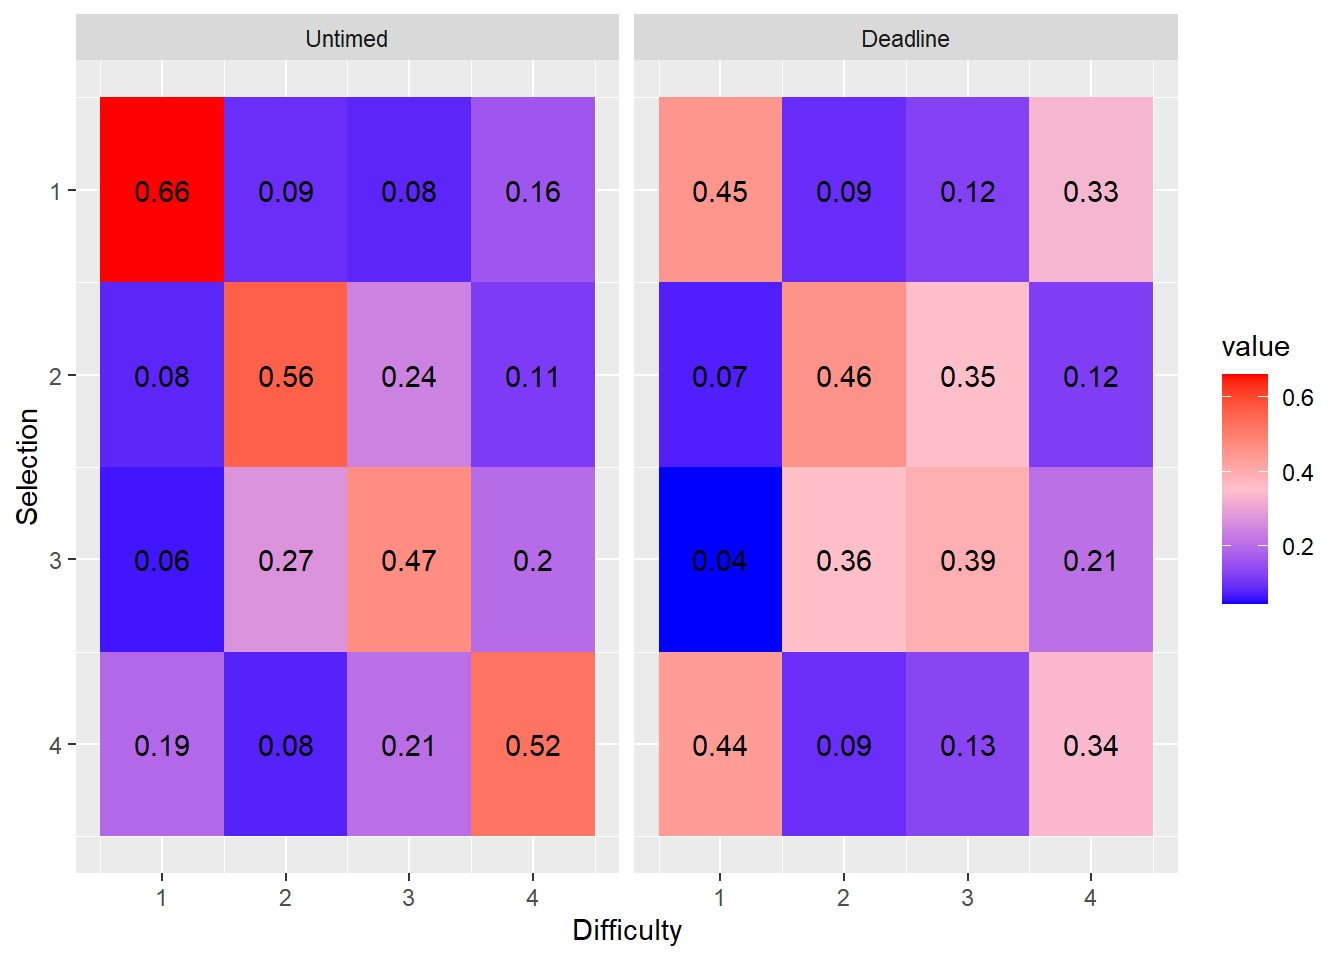 Untimed Deadline
0.66 0.09 0.08 0.16 0.45 0.09 0.12 0.33
1
0.08 0.56 0.24 0.11 0.07 0.46 0.35 0.12
2
0.06 0.27 0.47 0.2 0.04 0.36 0.39 0.21
3
0.19 0.08 0.21 0.52 0.44 0.09 0.13 0.34
4
Selection
1 2 3 4 1 2 3 4
Difficulty
value
0.6
0.4
0.2